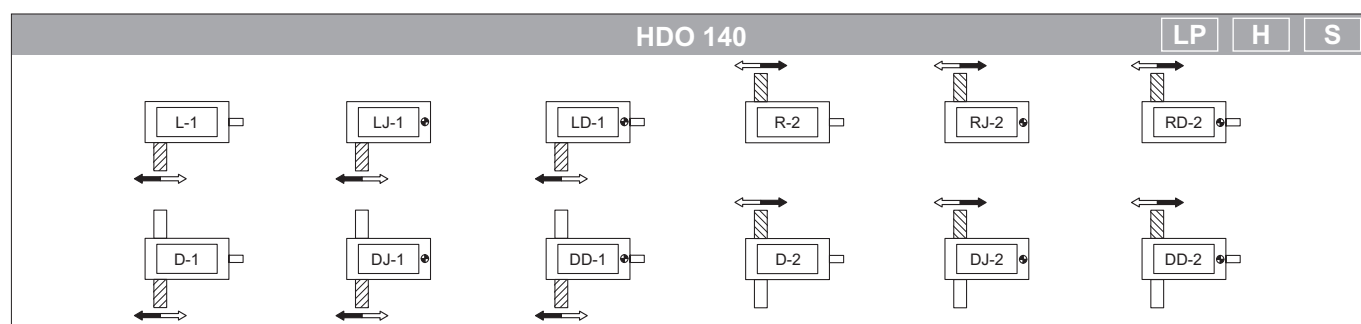 HDO 140 LP H S
L-1 LJ-1 LD-1 R-2 RJ-2 RD-2
D-1 DJ-1 DD-1 D-2 DJ-2 DD-2